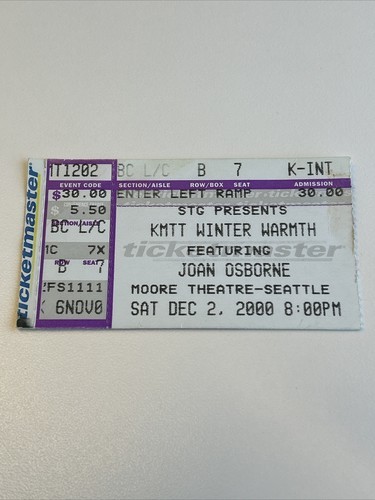 MT1202 BC L/C B 7 K-INT
EVENT CODE SECTION/AISLE ROW/BOX SEAT ADMISSION
$ 30.00 ENTER LEFT RAMP 30.00
$ 5.50 STG PRESENTS
SECTION/AISLE
BC L/C KMTT WINTER WARMTH
ticketmaster
1C 7X FEATURING
ROW SEAT
B 7 JOAN OSBORNE
FS1111 MOORE THEATRE-SEATTLE
6NOV0 SAT DEC 2, 2000 8:00PM
ticketmaster